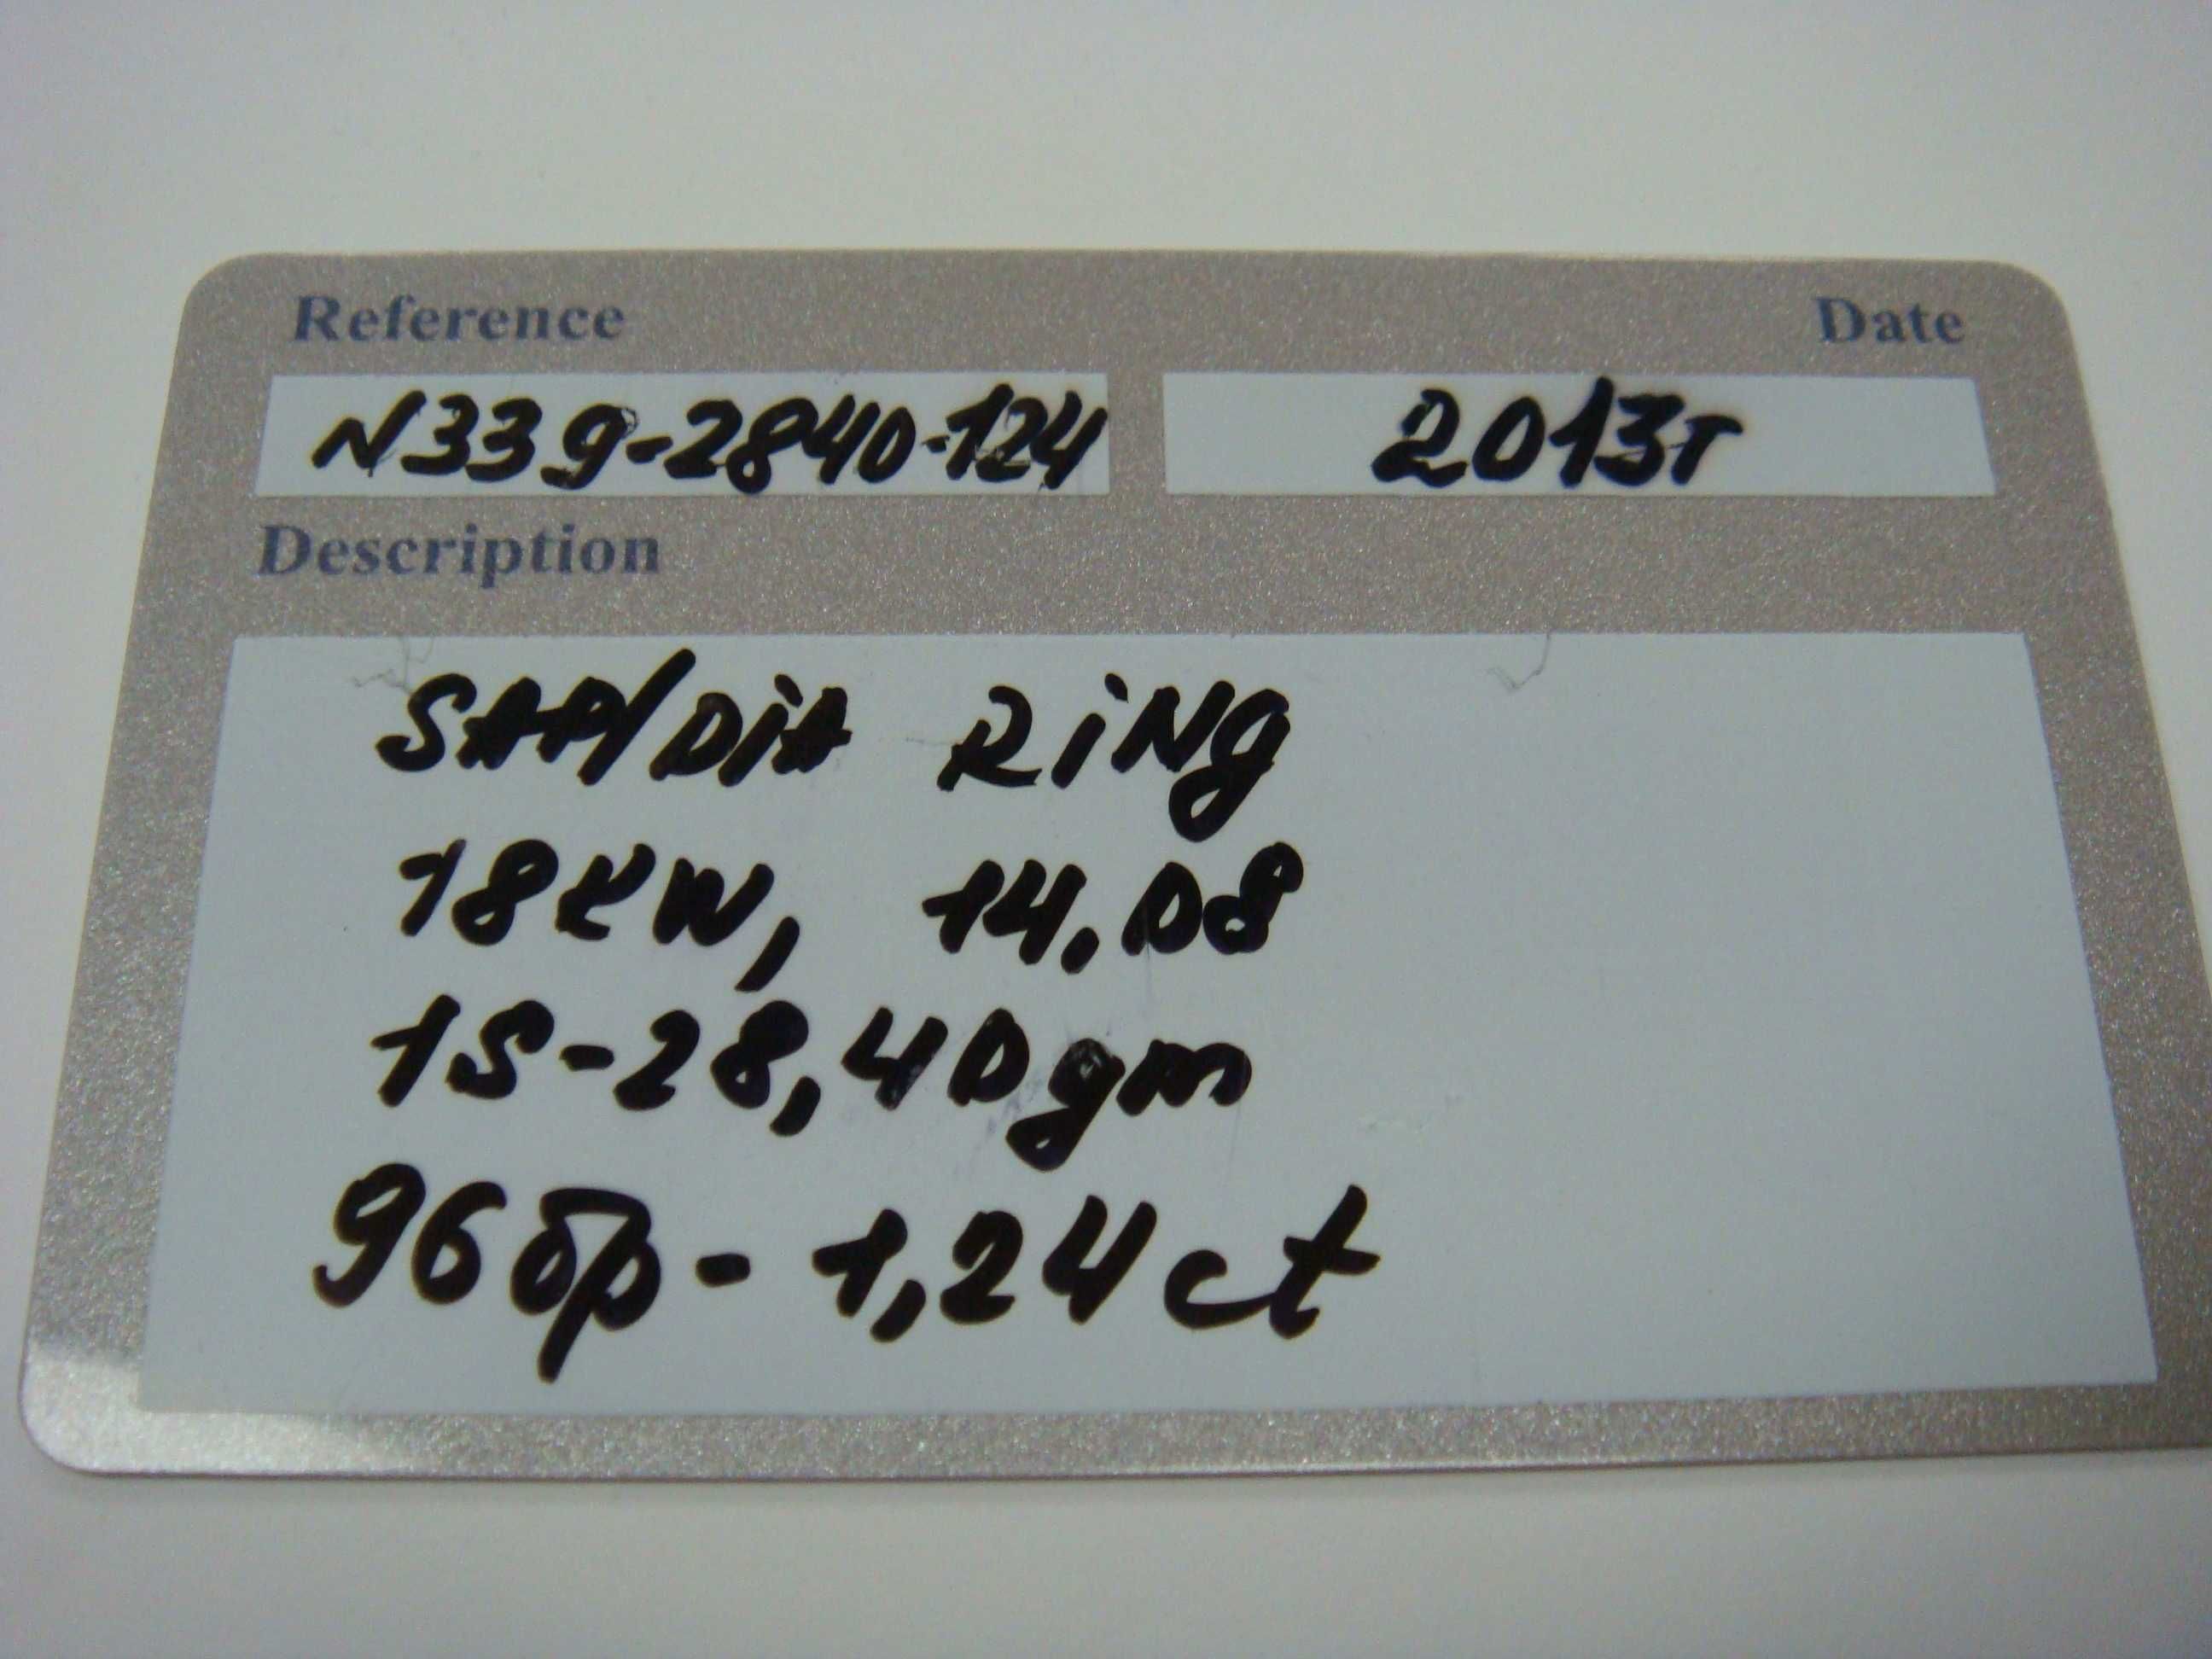 Reference Date
N339-2840-124 2013г
Description
SAP/DiA RiNg
18KW, 14.08
1S-28,40gm
96бр- 1,24ct